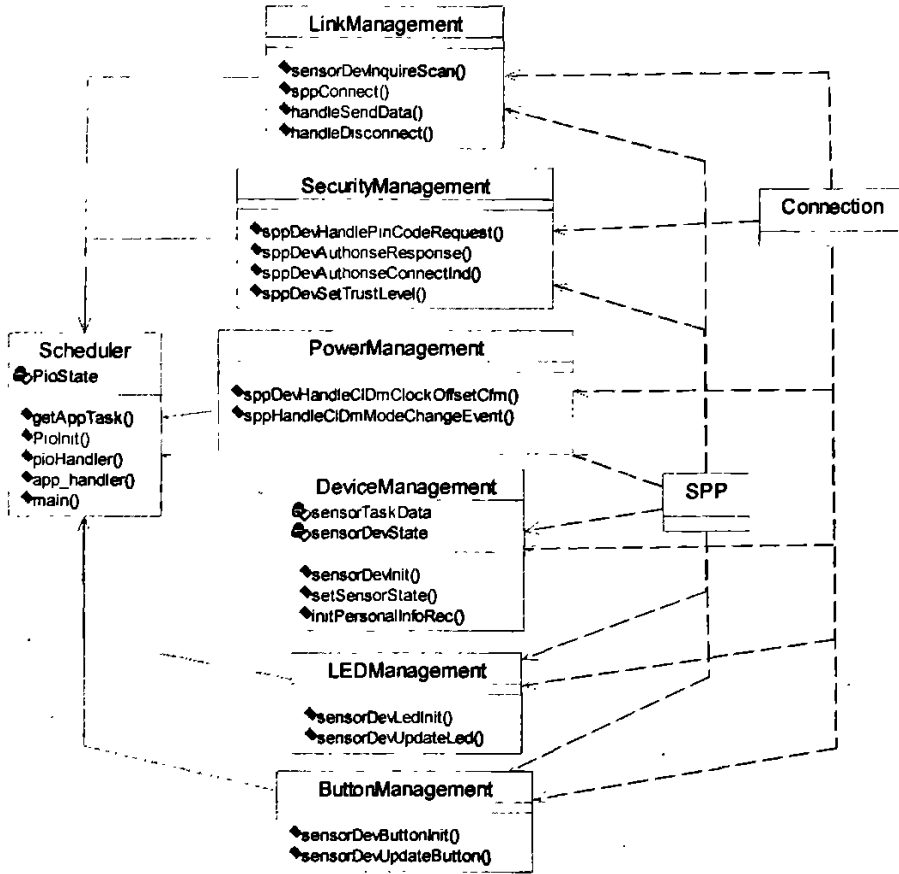 LinkManagement
sensorDevInquireScan()
sppConnect()
handleSendData()
handleDisconnect()
SecurityManagement
sppDevHandlePinCodeRequest()
sppDevAuthoriseResponse()
sppDevAuthoriseConnectInd()
sppDevSetTrustLevel()
Connection
Scheduler
PioState
getAppTask()
PioInit()
pioHandler()
app_handler()
main()
PowerManagement
sppDevHandleClDmClockOffsetCfm()
sppHandleClDmModeChangeEvent()
DeviceManagement
sensorTaskData
sensorDevState
sensorDevInit()
setSensorState()
initPersonalInfoRec()
SPP
LEDManagement
sensorDevLedInit()
sensorDevUpdateLed()
ButtonManagement
sensorDevButtonInit()
sensorDevUpdateButton()